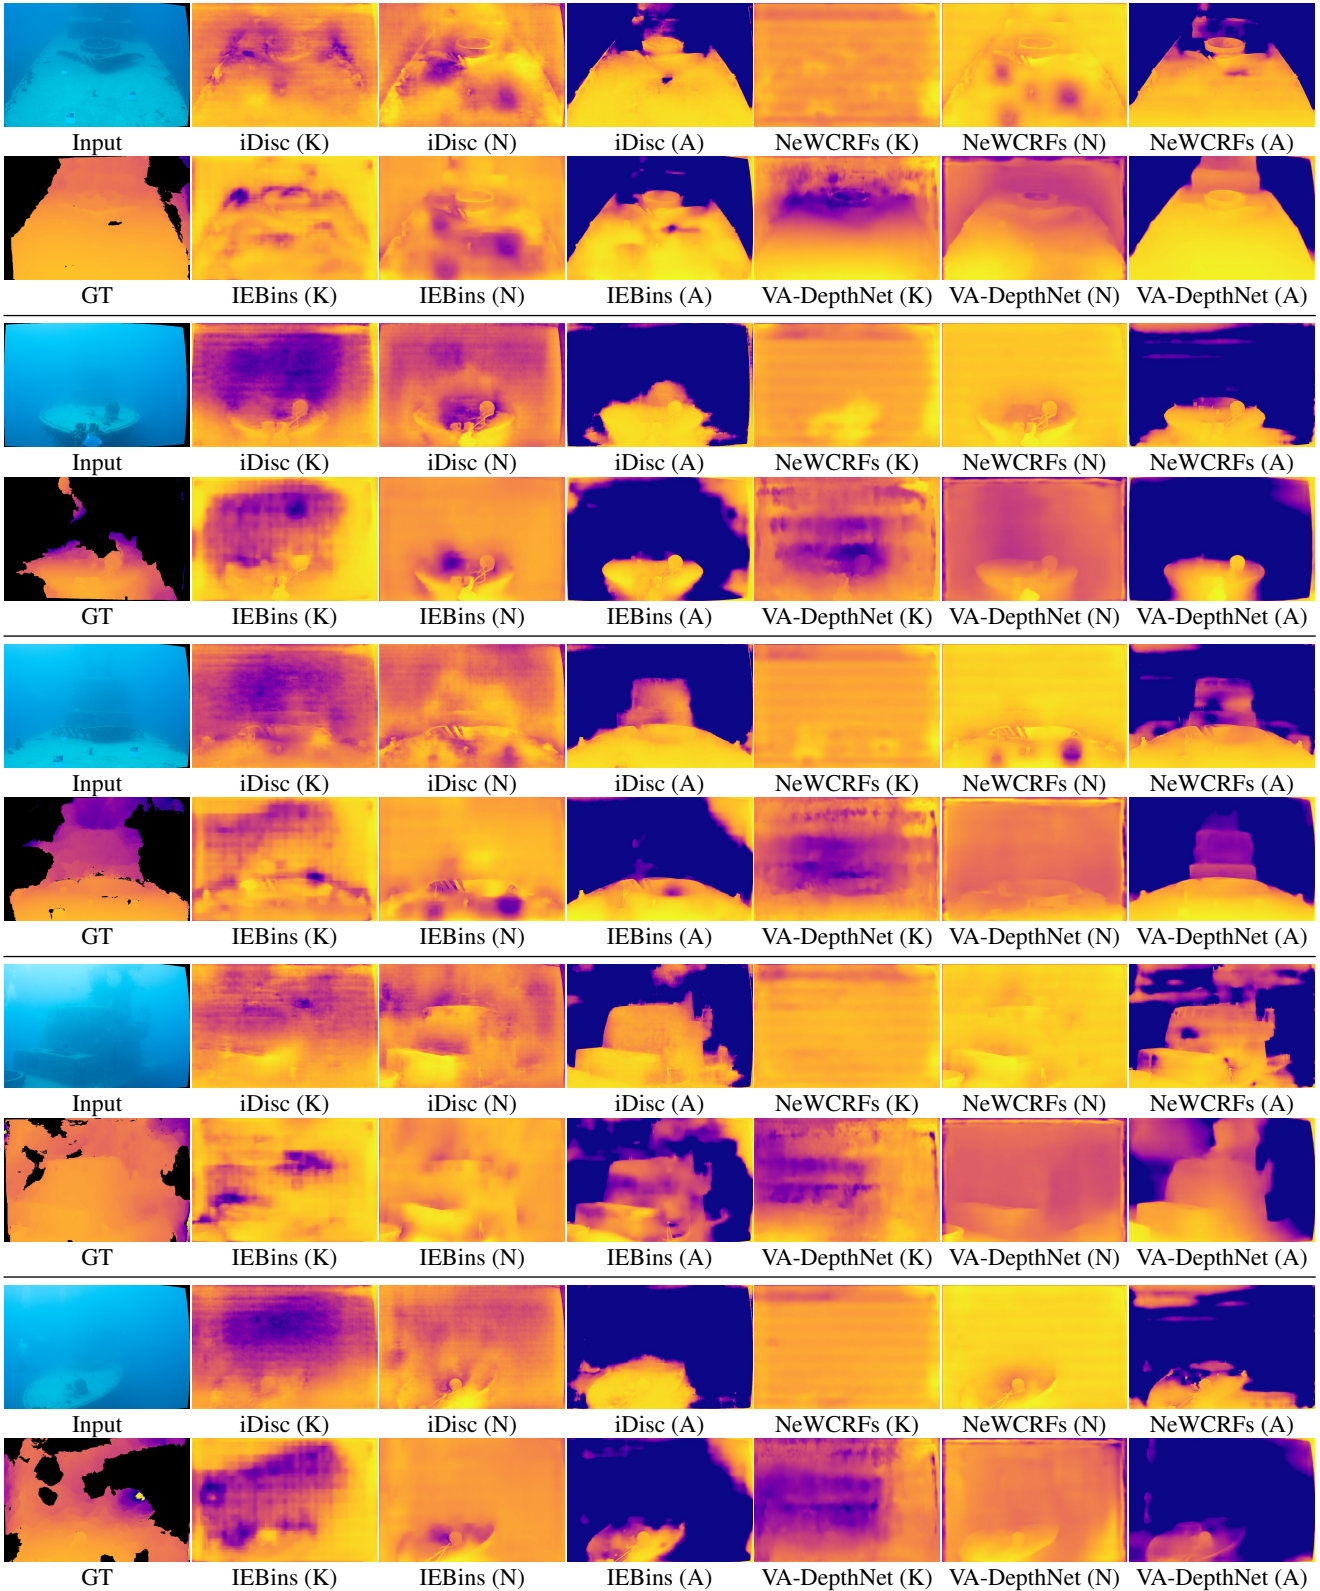 Input iDisc (K) iDisc (N) iDisc (A) NeWCRFs (K) NeWCRFs (N) NeWCRFs (A)
GT IEBins (K) IEBins (N) IEBins (A) VA-DepthNet (K) VA-DepthNet (N) VA-DepthNet (A)
Input iDisc (K) iDisc (N) iDisc (A) NeWCRFs (K) NeWCRFs (N) NeWCRFs (A)
GT IEBins (K) IEBins (N) IEBins (A) VA-DepthNet (K) VA-DepthNet (N) VA-DepthNet (A)
Input iDisc (K) iDisc (N) iDisc (A) NeWCRFs (K) NeWCRFs (N) NeWCRFs (A)
GT IEBins (K) IEBins (N) IEBins (A) VA-DepthNet (K) VA-DepthNet (N) VA-DepthNet (A)
Input iDisc (K) iDisc (N) iDisc (A) NeWCRFs (K) NeWCRFs (N) NeWCRFs (A)
GT IEBins (K) IEBins (N) IEBins (A) VA-DepthNet (K) VA-DepthNet (N) VA-DepthNet (A)
Input iDisc (K) iDisc (N) iDisc (A) NeWCRFs (K) NeWCRFs (N) NeWCRFs (A)
GT IEBins (K) IEBins (N) IEBins (A) VA-DepthNet (K) VA-DepthNet (N) VA-DepthNet (A)